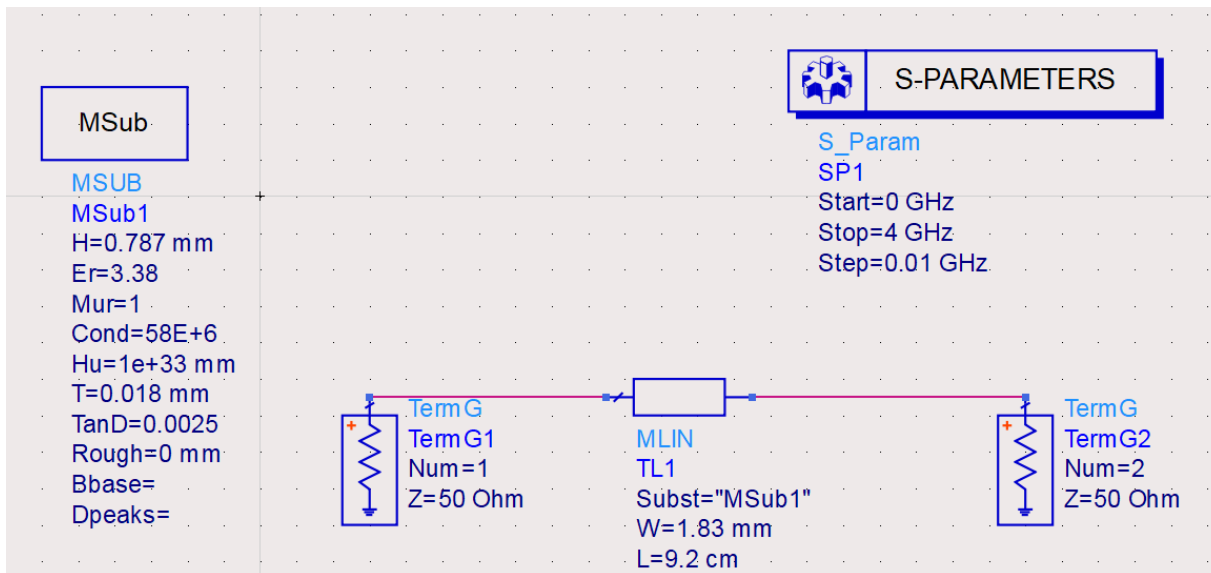 MSub
MSUB
MSub1
H=0.787 mm
Er=3.38
Mur=1
Cond=58E+6
Hu=1e+33 mm
T=0.018 mm
TanD=0.0025
Rough=0 mm
Bbase=
Dpeaks=
S-PARAMETERS
S_Param
SP1
Start=0 GHz
Stop=4 GHz
Step=0.01 GHz
+
TermG
TermG1
Num=1
Z=50 Ohm
MLIN
TL1
Subst="MSub1"
W=1.83 mm
L=9.2 cm
+
TermG
TermG2
Num=2
Z=50 Ohm